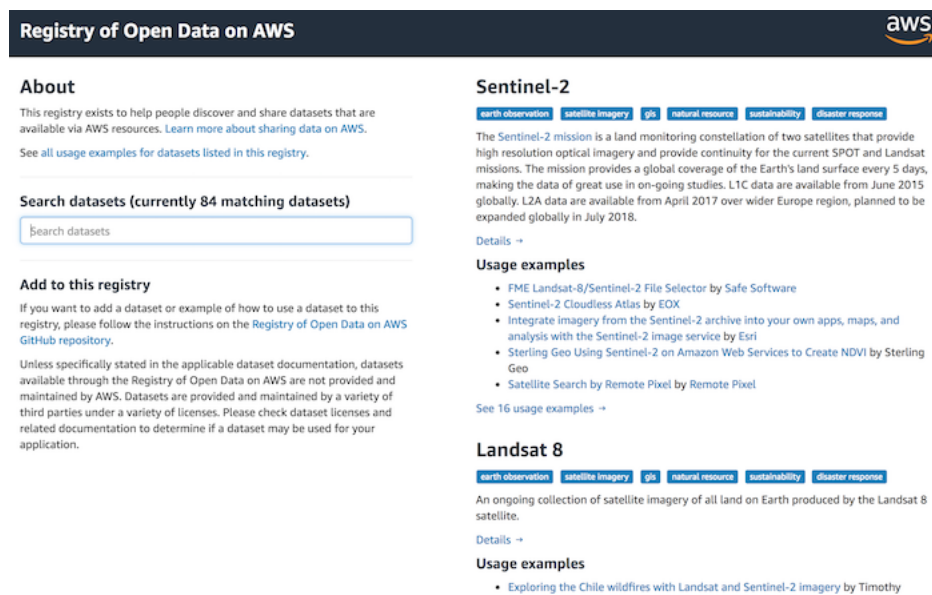 Registry of Open Data on AWS
aws
About
This registry exists to help people discover and share datasets that are
available via AWS resources. Learn more about sharing data on AWS.
See all usage examples for datasets listed in this registry.
Search datasets (currently 84 matching datasets)
Search datasets
Add to this registry
If you want to add a dataset or example of how to use a dataset to this
registry, please follow the instructions on the Registry of Open Data on AWS
GitHub repository.
Unless specifically stated in the applicable dataset documentation, datasets
available through the Registry of Open Data on AWS are not provided and
maintained by AWS. Datasets are provided and maintained by a variety of
third parties under a variety of licenses. Please check dataset licenses and
related documentation to determine if a dataset may be used for your
application.
Sentinel-2
earth observation satellite imagery gis natural resource sustainability disaster response
The Sentinel-2 mission is a land monitoring constellation of two satellites that provide
high resolution optical imagery and provide continuity for the current SPOT and Landsat
missions. The mission provides a global coverage of the Earth's land surface every 5 days,
making the data of great use in on-going studies. L1C data are available from June 2015
globally. L2A data are available from April 2017 over wider Europe region, planned to be
expanded globally in July 2018.
Details →
Usage examples
• FME Landsat-8/Sentinel-2 File Selector by Safe Software
• Sentinel-2 Cloudless Atlas by EOX
• Integrate imagery from the Sentinel-2 archive into your own apps, maps, and
analysis with the Sentinel-2 image service by Esri
• Sterling Geo Using Sentinel-2 on Amazon Web Services to Create NDVI by Sterling
Geo
• Satellite Search by Remote Pixel by Remote Pixel
See 16 usage examples →
Landsat 8
earth observation satellite imagery gis natural resource sustainability disaster response
An ongoing collection of satellite imagery of all land on Earth produced by the Landsat 8
satellite.
Details →
Usage examples
• Exploring the Chile wildfires with Landsat and Sentinel-2 imagery by Timothy